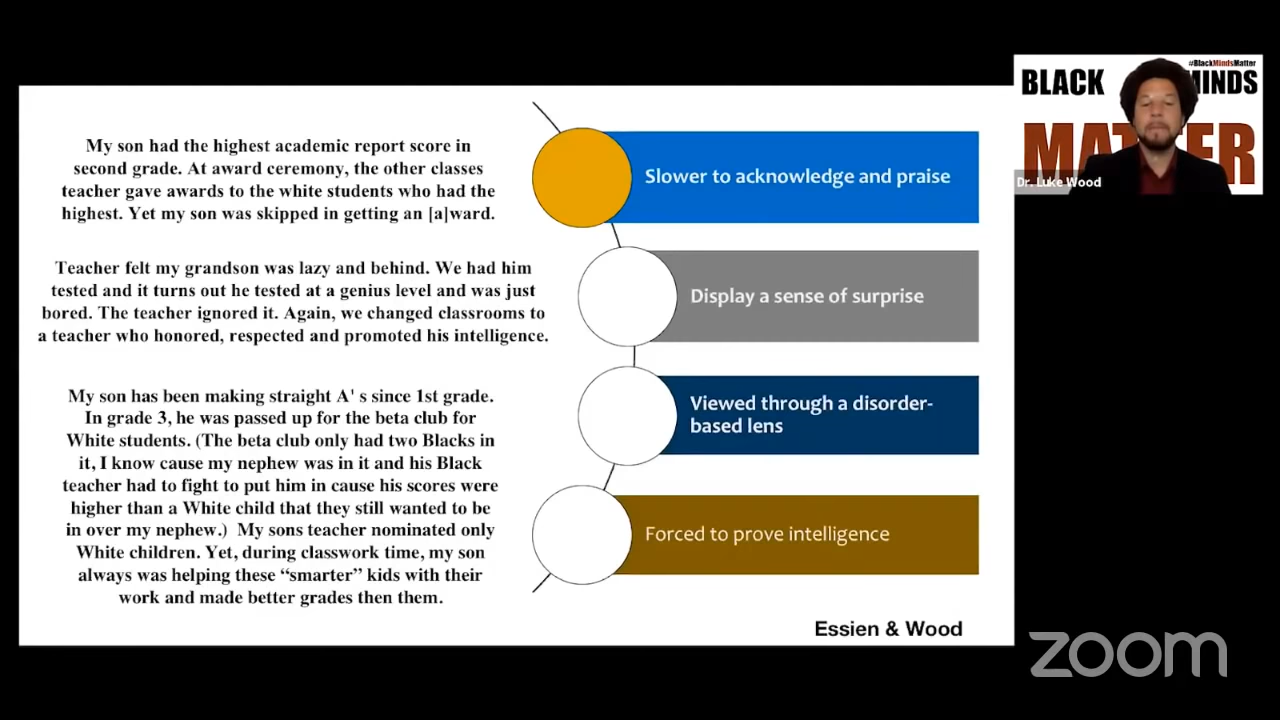 My son had the highest academic report score in
second grade. At award ceremony, the other classes
teacher gave awards to the white students who had the
highest. Yet my son was skipped in getting an [a]ward.
Teacher felt my grandson was lazy and behind. We had him
tested and it turns out he tested at a genius level and was just
bored. The teacher ignored it. Again, we changed classrooms to
a teacher who honored, respected and promoted his intelligence.
My son has been making straight A' s since 1st grade.
In grade 3, he was passed up for the beta club for
White students. (The beta club only had two Blacks in
it, I know cause my nephew was in it and his Black
teacher had to fight to put him in cause his scores were
higher than a White child that they still wanted to be
in over my nephew.) My sons teacher nominated only
White children. Yet, during classwork time, my son
always was helping these “smarter” kids with their
work and made better grades then them.
Slower to acknowledge and praise
Display a sense of surprise
Viewed through a disorder-
based lens
Forced to prove intelligence
Essien & Wood
#BlackMindsMatter
BLACK MINDS
MATTER
Dr. Luke Wood
zoom